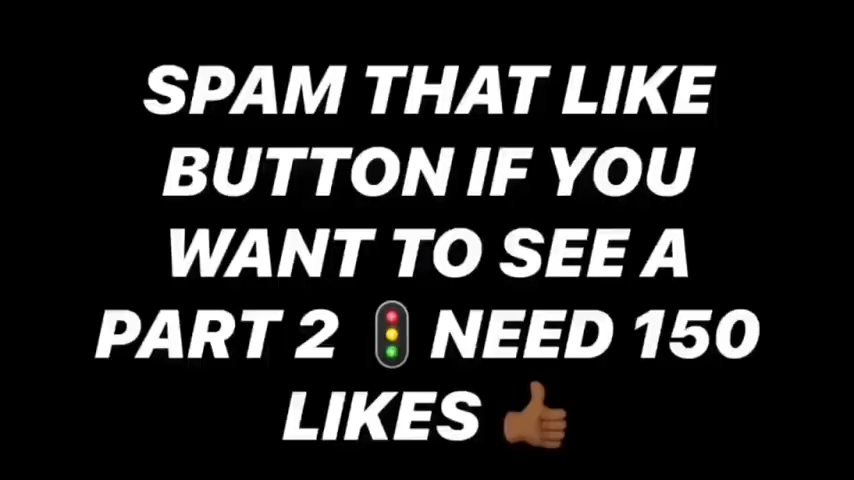 SPAM THAT LIKE
BUTTON IF YOU
WANT TO SEE A
PART 2 🚦NEED 150
LIKES 👍🏾